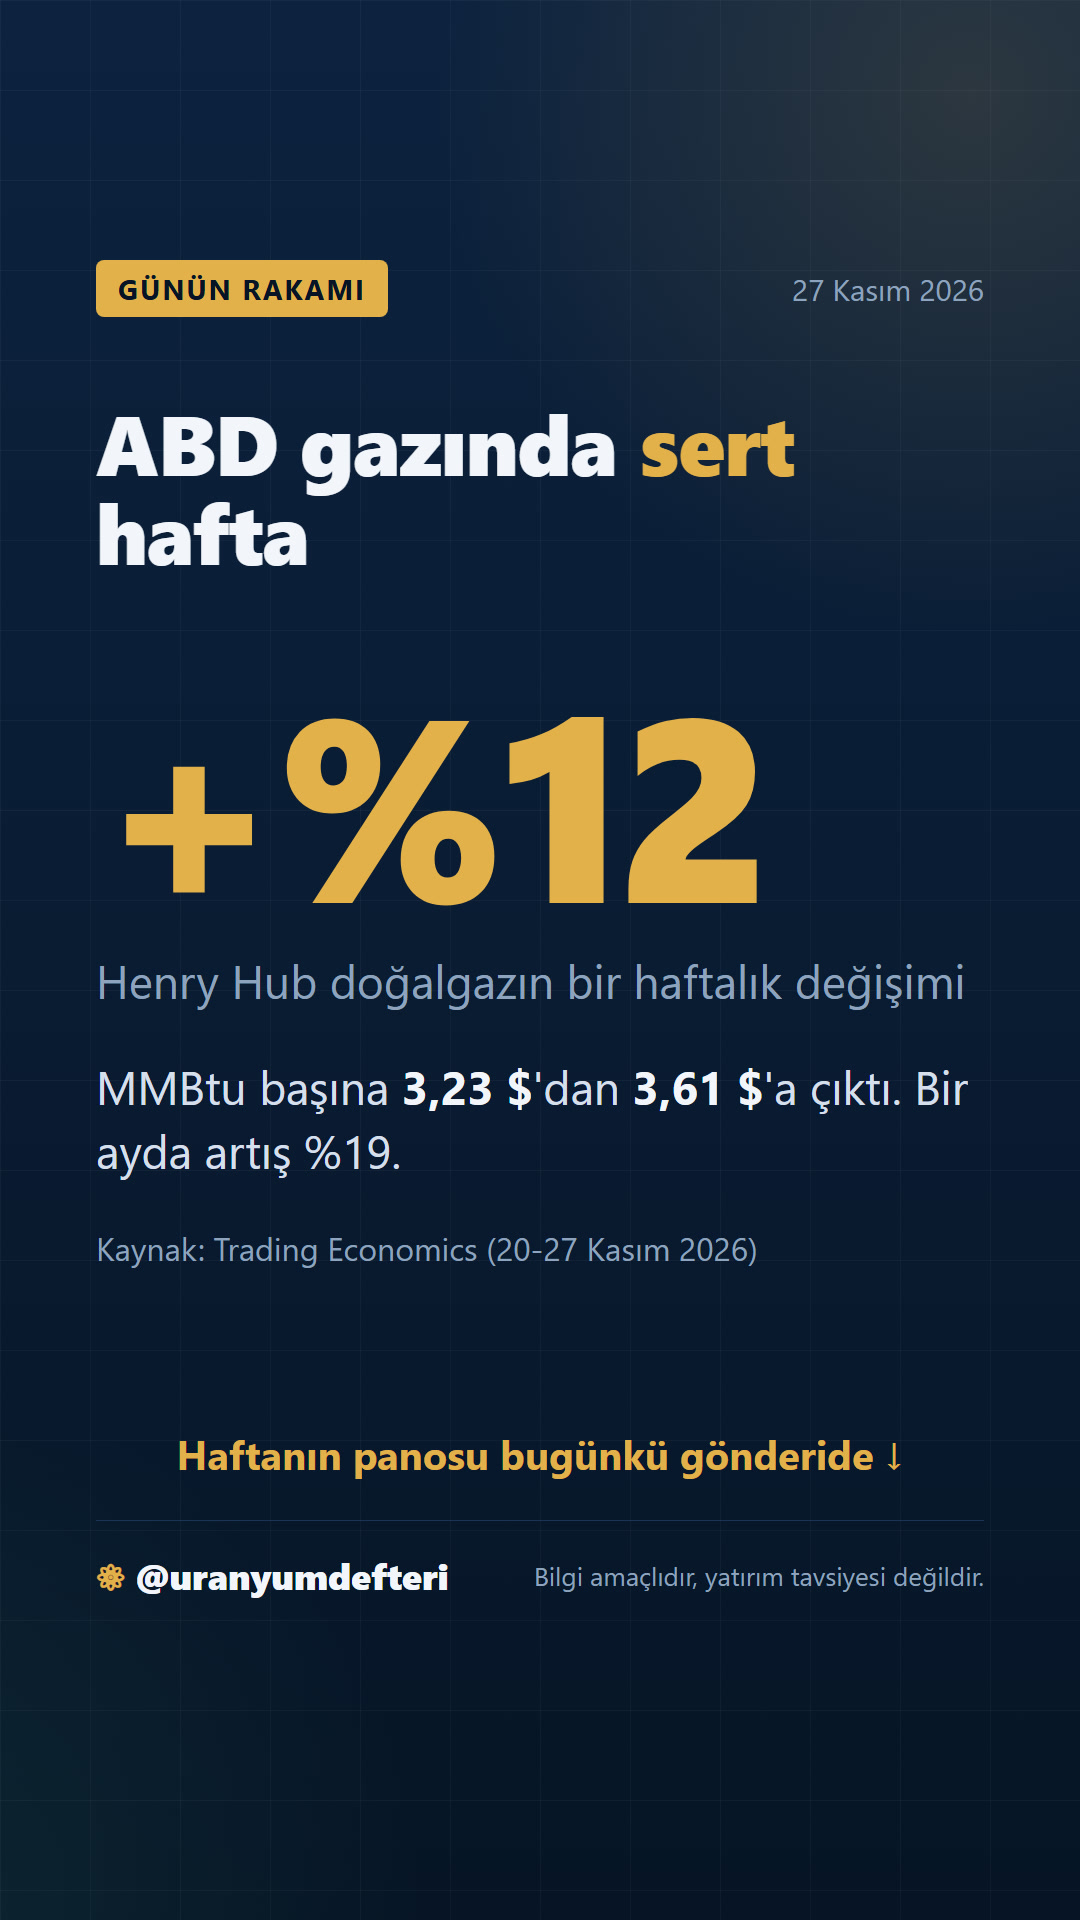 GÜNÜN RAKAMI
27 Kasım 2026
ABD gazında sert
hafta
+%12
Henry Hub doğalgazın bir haftalık değişimi
MMBtu başına 3,23 $'dan 3,61 $'a çıktı. Bir
ayda artış %19.
Kaynak: Trading Economics (20-27 Kasım 2026)
Haftanın panosu bugünkü gönderide ↓
@uranyumdefteri
Bilgi amaçlıdır, yatırım tavsiyesi değildir.